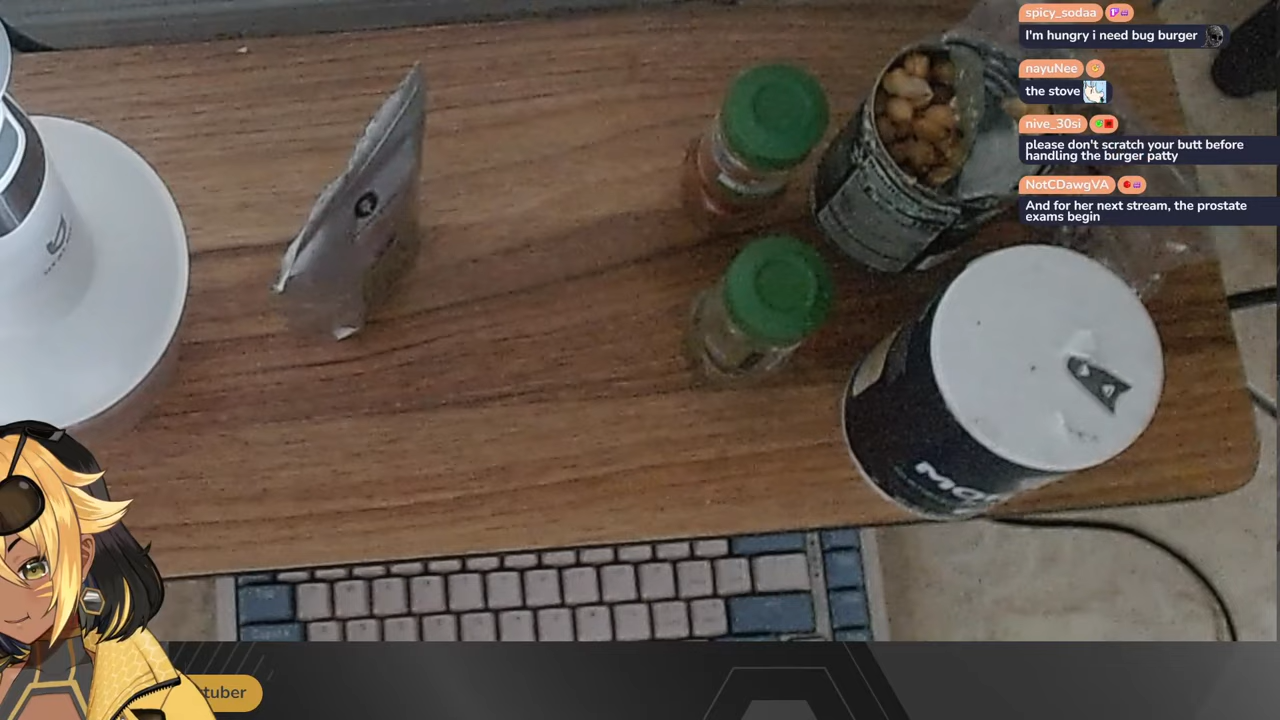 spicy_sodaa
I'm hungry i need bug burger
nayuNee
the stove
nive_30si
please don't scratch your butt before
handling the burger patty
NotCDawgVA
And for her next stream, the prostate
exams begin
tuber